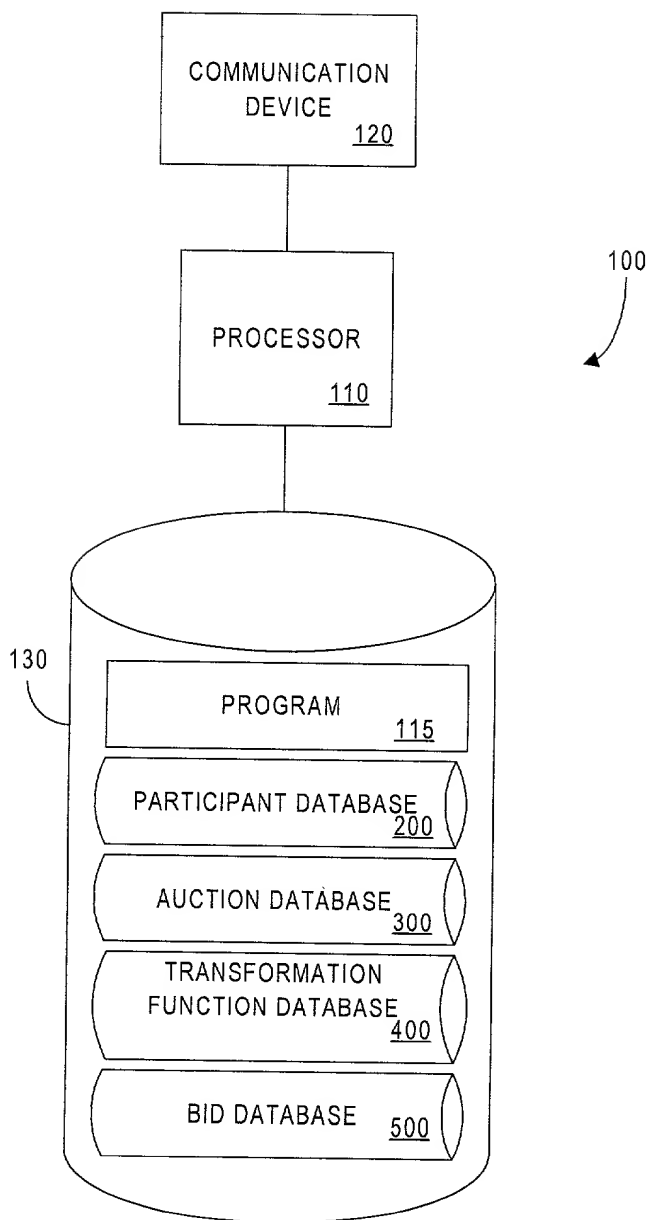 COMMUNICATION
DEVICE
120
100
PROCESSOR
110
130
PROGRAM
115
PARTICIPANT DATABASE
200
AUCTION DATABASE
300
TRANSFORMATION
FUNCTION DATABASE
400
BID DATABASE
500